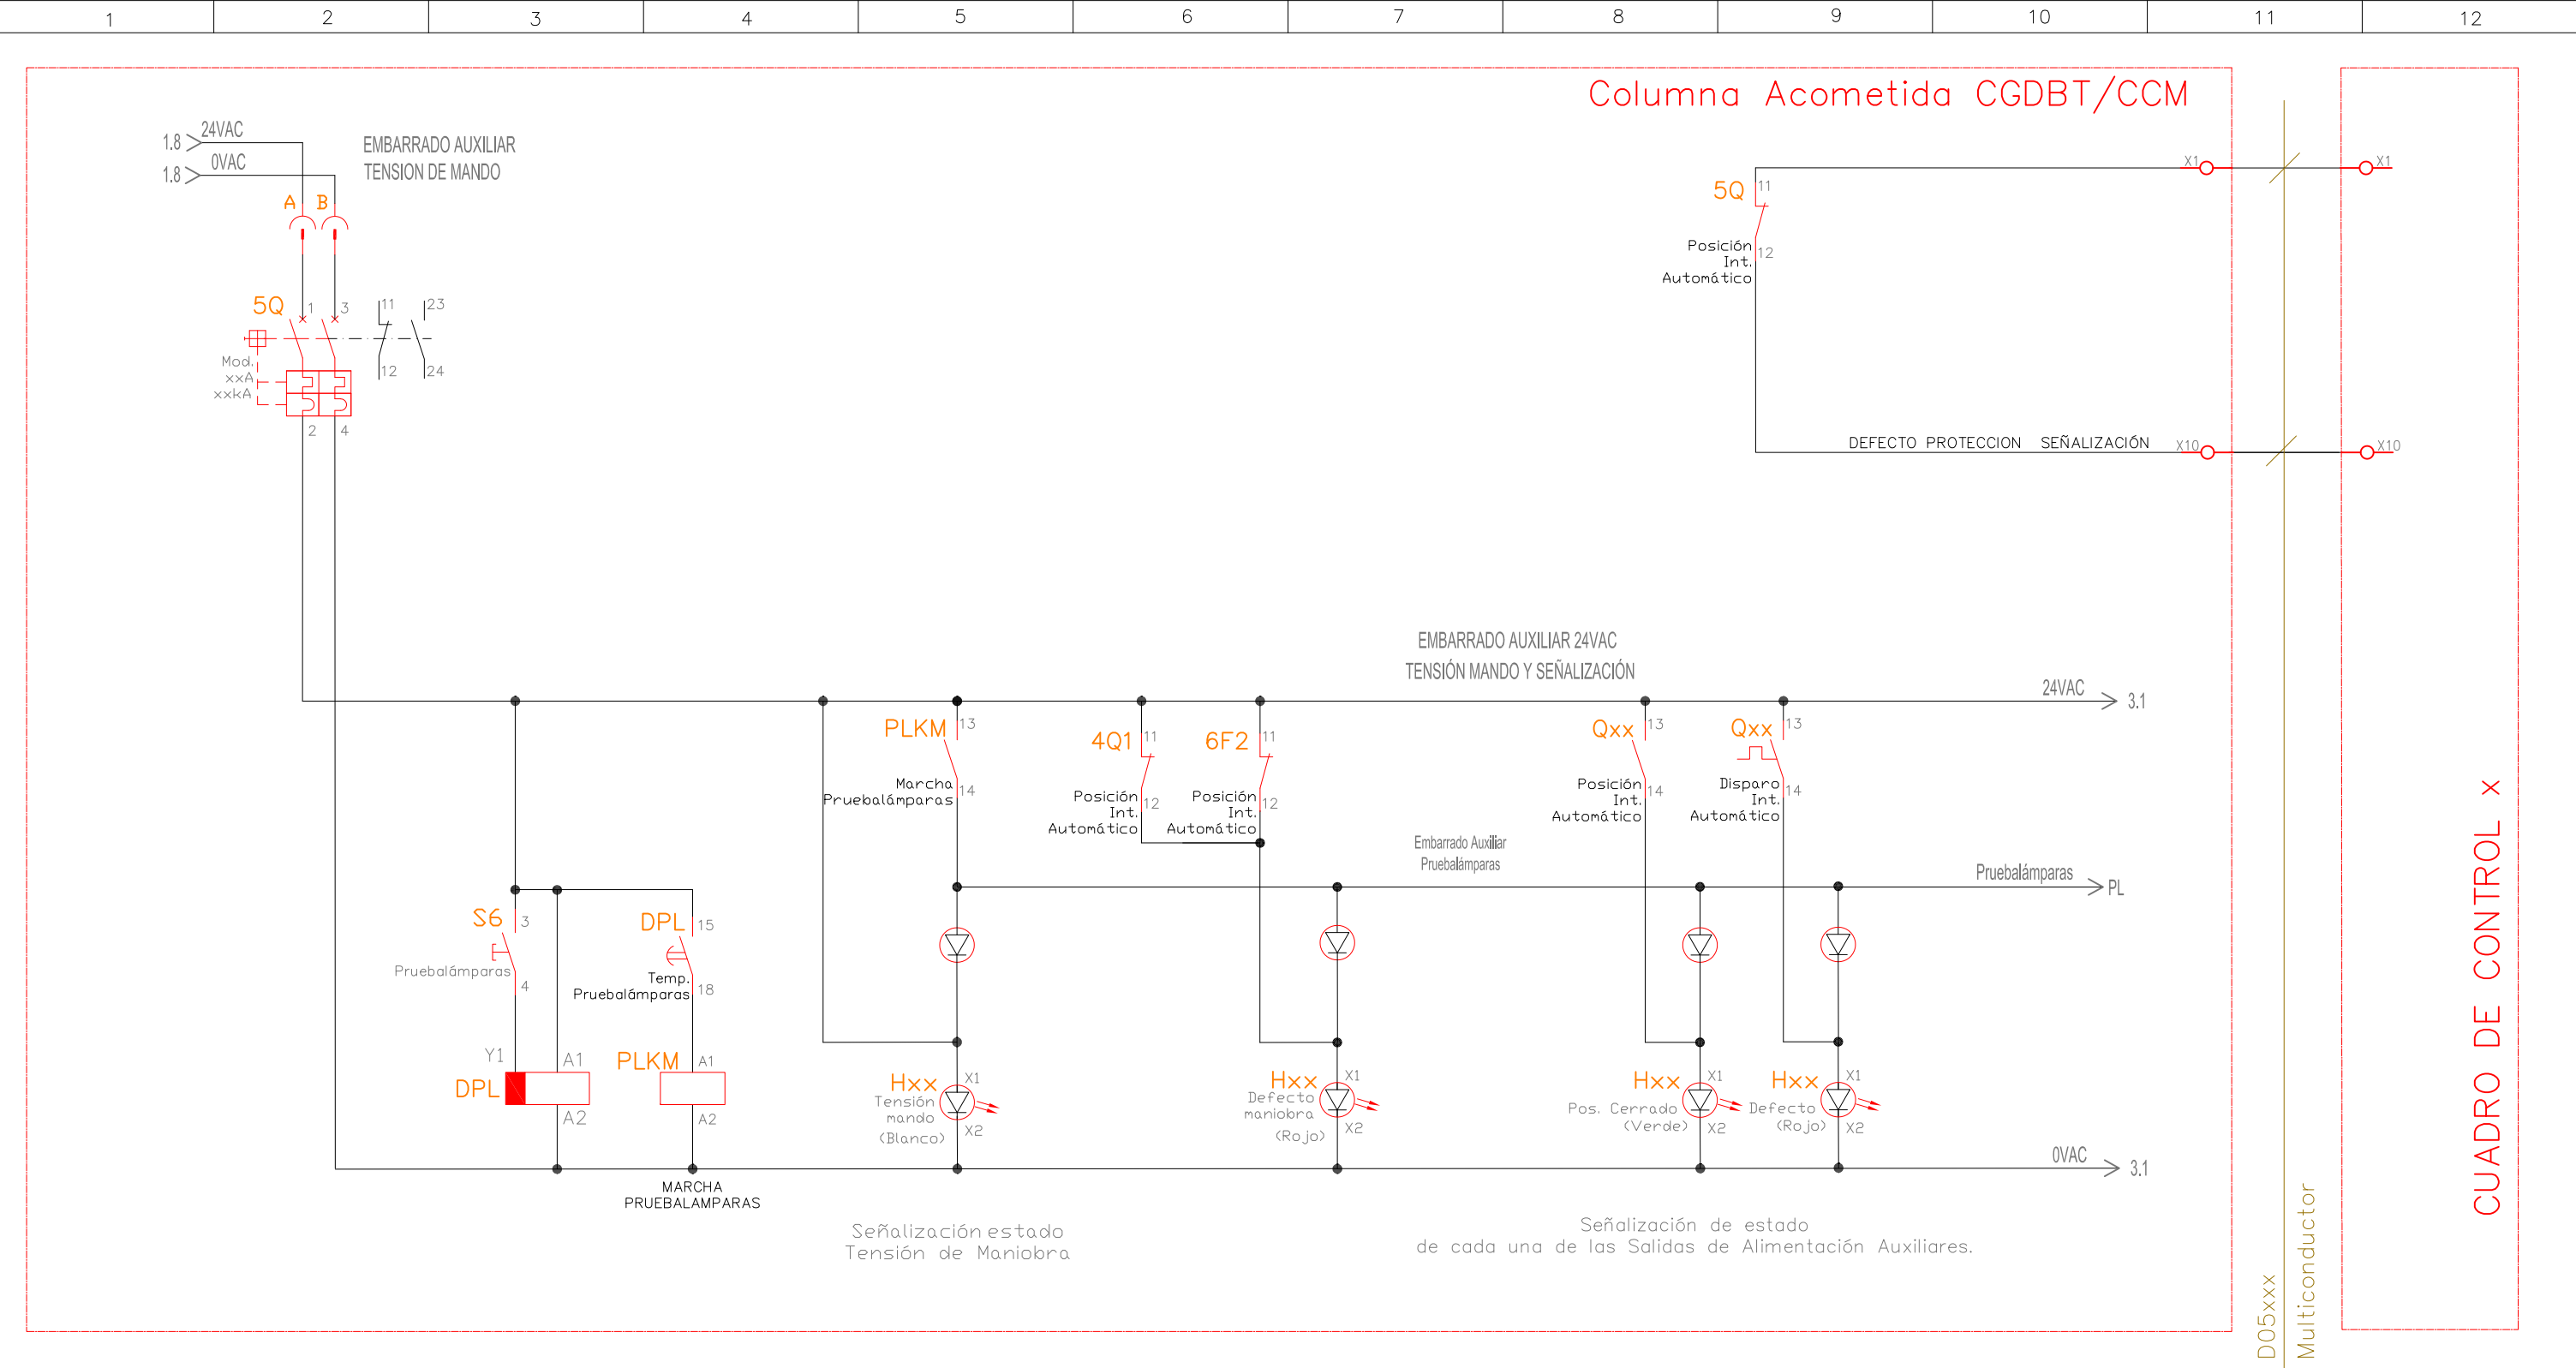 1 2 3 4 5 6 7 8 9 10 11 12
Columna Acometida CGDBT/CCM
1.8 24VAC
1.8 0VAC
EMBARRADO AUXILIAR
TENSION DE MANDO
A B
5Q 1 3 11 23
Mod.
xxA
xxkA
12 24
2 4
X1 X1
5Q 11
Posición
Int.
Automático
12
DEFECTO PROTECCION SEÑALIZACIÓN X10 X10
EMBARRADO AUXILIAR 24VAC
TENSIÓN MANDO Y SEÑALIZACIÓN
24VAC 3.1
PLKM 13
Marcha
Pruebalámparas
14
4Q1 11
Posición
Int.
Automático
12
6F2 11
Posición
Int.
Automático
12
Qxx 13
Posición
Int.
Automático
14
Qxx 13
Disparo
Int.
Automático
14
Embarrado Auxiliar
Pruebalámparas
Pruebalámparas PL
S6 3
Pruebalámparas
4
DPL 15
Temp.
Pruebalámparas
18
Y1 A1
DPL
A2
PLKM A1
A2
Hxx X1
Tensión
mando
(Blanco)
X2
Hxx X1
Defecto
maniobra
(Rojo)
X2
Hxx X1
Pos. Cerrado
(Verde)
X2
Hxx X1
Defecto
(Rojo)
X2
0VAC 3.1
MARCHA
PRUEBALAMPARAS
Señalización estado
Tensión de Maniobra
Señalización de estado
de cada una de las Salidas de Alimentación Auxiliares.
D05xxx
Multiconductor
CUADRO DE CONTROL x